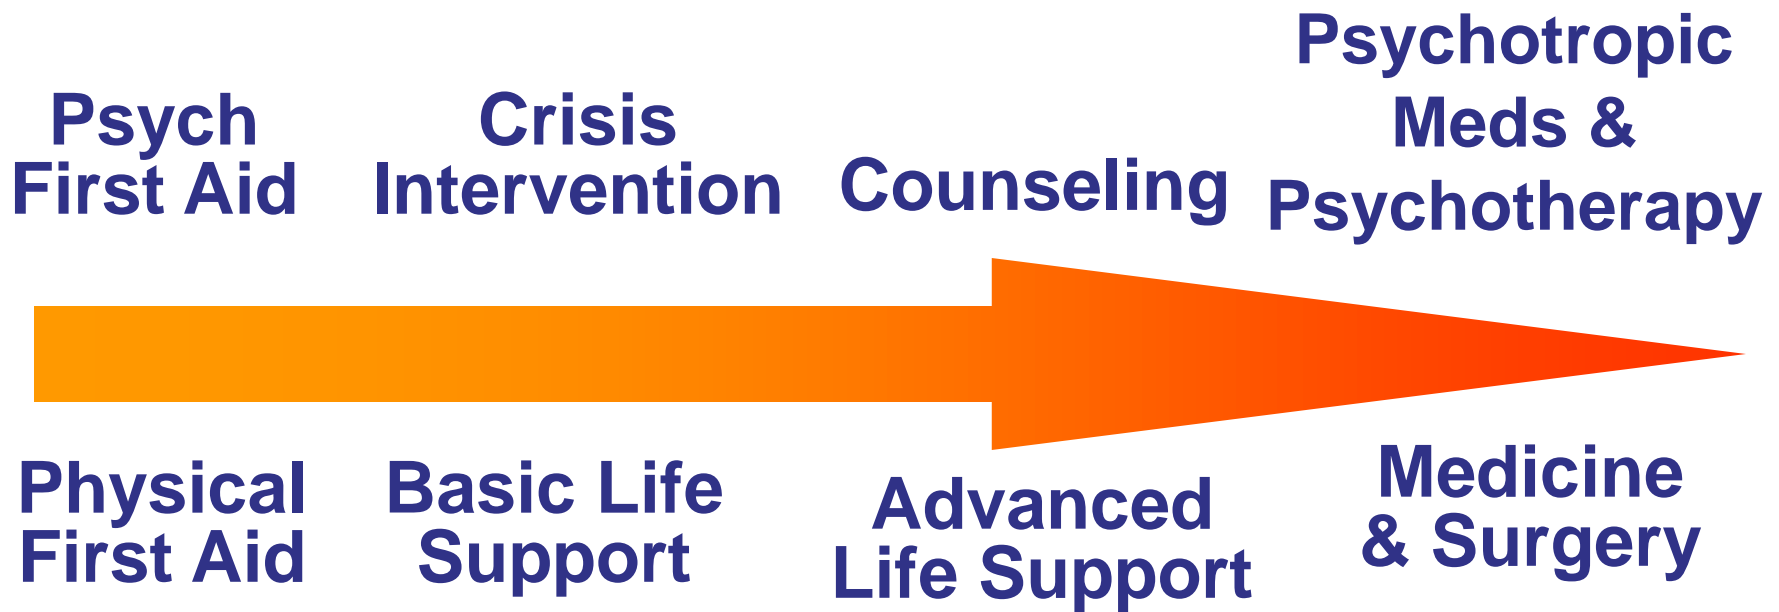 Psych
First Aid
Crisis
Intervention
Counseling
Psychotropic
Meds &
Psychotherapy
Physical
First Aid
Basic Life
Support
Advanced
Life Support
Medicine
& Surgery